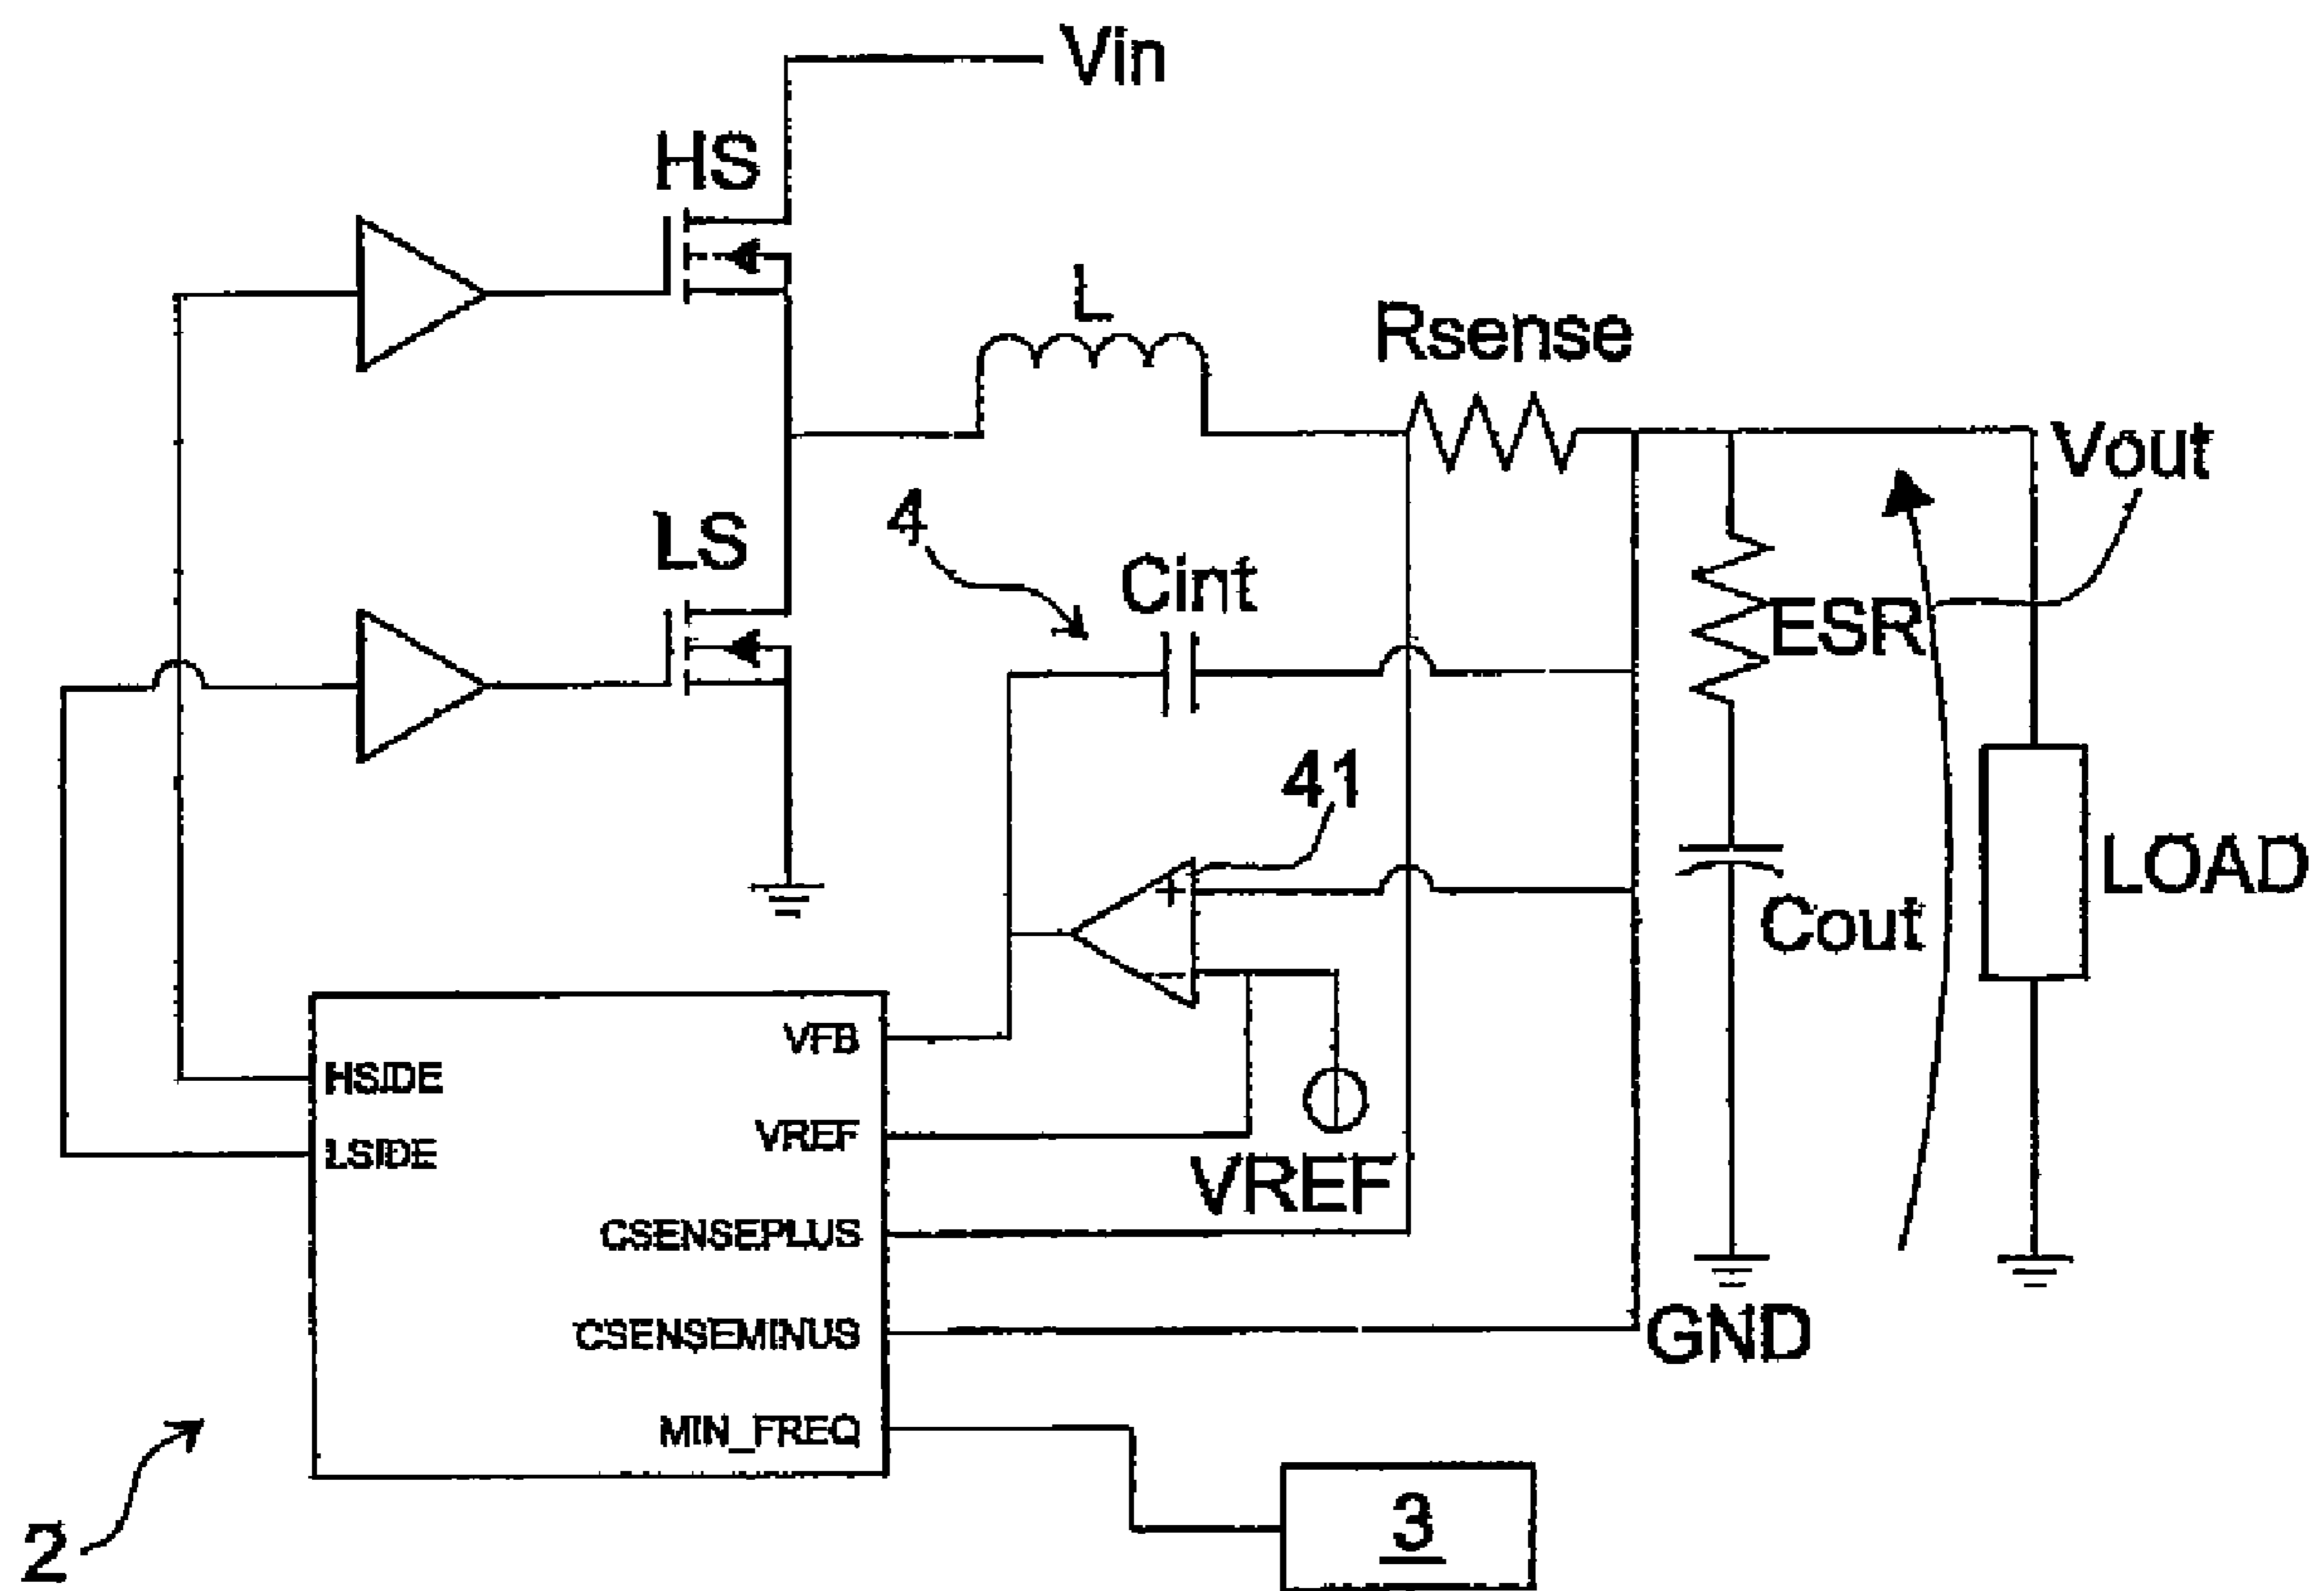 Vin
HS
L
Rsense
Vout
LS
4
Cint
ESR
41
+
LOAD
Cout
−
VFB
HSIDE
VREF
LSIDE
VREF
CSENSEPLUS
CSENSEMINUS
GND
MIN_FREQ
3
2